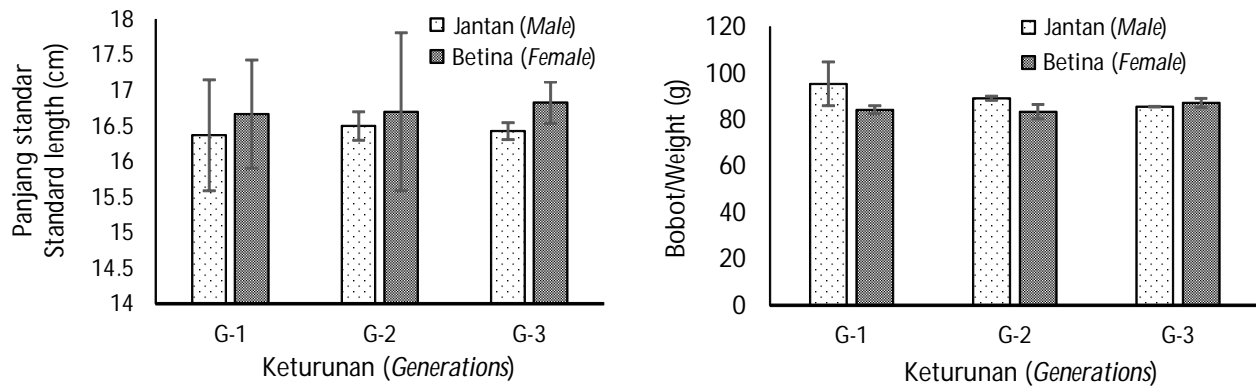 Panjang standar
Standard length (cm)
18
17.5
17
16.5
16
15.5
15
14.5
14
Jantan (Male)
Betina (Female)
G-1 G-2 G-3
Keturunan (Generations)
Bobot/Weight (g)
120
100
80
60
40
20
0
Jantan (Male)
Betina (Female)
G-1 G-2 G-3
Keturunan (Generations)